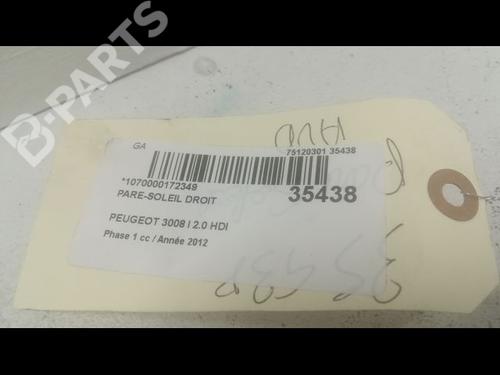 B-PARTS
GA
75120301 35438
*1070000172349
35438
PARE-SOLEIL DROIT
PEUGEOT 3008 I 2.0 HDI
Phase 1 cc / Année 2012